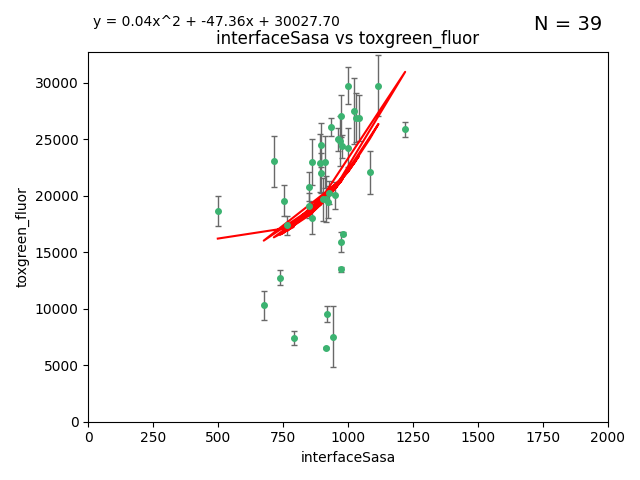 y = 0.04x^2 + -47.36x + 30027.70
N = 39
interfaceSasa vs toxgreen_fluor
30000
25000
20000
15000
10000
5000
0
toxgreen_fluor
0 250 500 750 1000 1250 1500 1750 2000
interfaceSasa